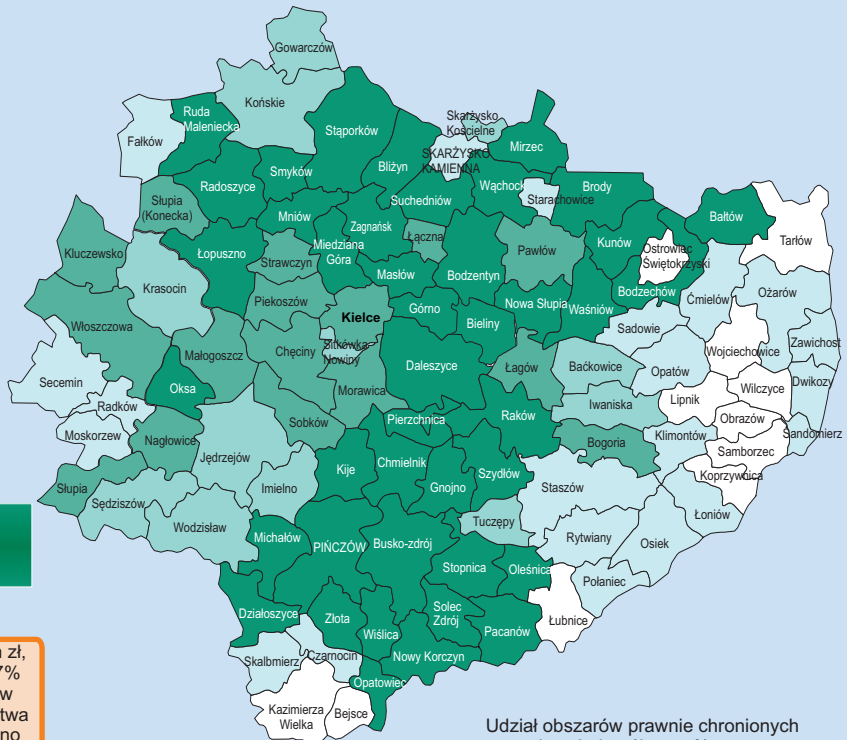 Gowarczów
Końskie
Ruda
Maleniecka
Fałków
Stąporków
Skarżysko
Kościelne
SKARŻYSKO
KAMIENNA
Mirzec
Bliżyn
Smyków
Radoszyce
Suchedniów
Wąchock
Starachowice
Brody
Słupia
(Konecka)
Mniów
Zagnańsk
Łączna
Bałtów
Tarłów
Kluczewsko
Łopuszno
Strawczyn
Miedziana
Góra
Masłów
Bodzentyn
Pawłów
Kunów
Ostrowiec
Świętokrzyski
Krasocin
Piekoszów
Kielce
Górno
Bieliny
Nowa Słupia
Waśniów
Bodzechów
Ćmielów
Ożarów
Włoszczowa
Małogoszcz
Chęciny
Sitkówka
Nowiny
Sadowie
Wojciechowice
Zawichost
Secemin
Oksa
Morawica
Daleszyce
Łagów
Baćkowice
Opatów
Wilczyce
Dwikozy
Radków
Moskorzew
Nagłowice
Sobków
Pierzchnica
Raków
Iwaniska
Lipnik
Obrazów
Klimontów
Sandomierz
Jędrzejów
Kije
Chmielnik
Gnojno
Szydłów
Bogoria
Samborzec
Koprzywnica
Słupia
Sędziszów
Imielno
Staszów
Łoniów
Wodzisław
Michałów
PIŃCZÓW
Busko-zdrój
Tuczępy
Rytwiany
Osiek
Stopnica
Oleśnica
Połaniec
Działoszyce
Złota
Wiślica
Solec
Zdrój
Pacanów
Łubnice
Skalbmierz
Czarnocin
Nowy Korczyn
Opatowiec
Kazimierza
Wielka
Bejsce
zł,
7%
w
twa
no
Udział obszarów prawnie chronionych